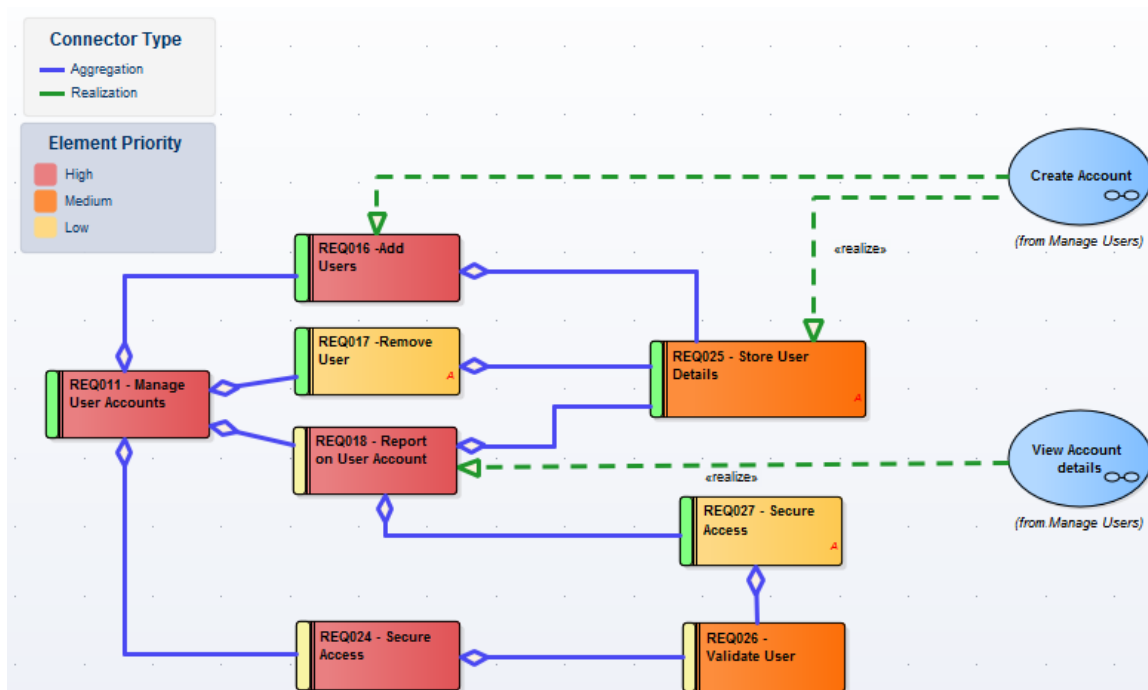 Connector Type
Aggregation
Realization
Element Priority
High
Medium
Low
Create Account
(from Manage Users)
«realize»
REQ016 -Add
Users
REQ017 -Remove
User
A
REQ025 - Store User
Details
A
REQ011 - Manage
User Accounts
REQ018 - Report
on User Account
View Account
details
(from Manage Users)
«realize»
REQ027 - Secure
Access
A
REQ024 - Secure
Access
REQ026 -
Validate User